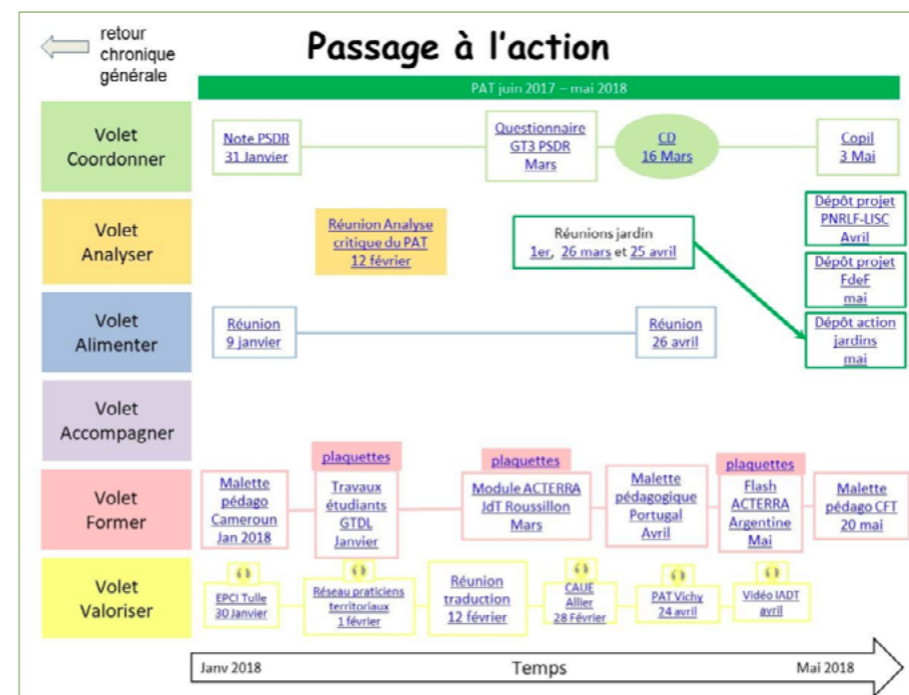 retour
chronique
générale
Passage à l'action
PAT juin 2017 – mai 2018
Volet
Coordonner
Note PSDR
31 Janvier
Questionnaire
GT3 PSDR
Mars
CD
16 Mars
Copil
3 Mai
Volet
Analyser
Réunion Analyse
critique du PAT
12 février
Réunions jardin
1er, 26 mars et 25 avril
Dépôt projet
PNRLF-LISC
Avril
Dépôt projet
FdeF
mai
Dépôt action
jardins
mai
Volet
Alimenter
Réunion
9 janvier
Réunion
26 avril
Volet
Accompagner
Volet
Former
Malette
pédago
Cameroun
Jan 2018
plaquettes
Travaux
étudiants
GTDL
Janvier
plaquettes
Module ACTERRA
JdT Roussillon
Mars
Malette
pédagogique
Portugal
Avril
plaquettes
Flash
ACTERRA
Argentine
Mai
Malette
pédago CFT
20 mai
Volet
Valoriser
EPCI Tulle
30 Janvier
Réseau praticiens
territoriaux
1 février
Réunion
traduction
12 février
CAUE
Allier
28 Février
PAT Vichy
24 avril
Vidéo IADT
avril
Janv 2018
Temps
Mai 2018